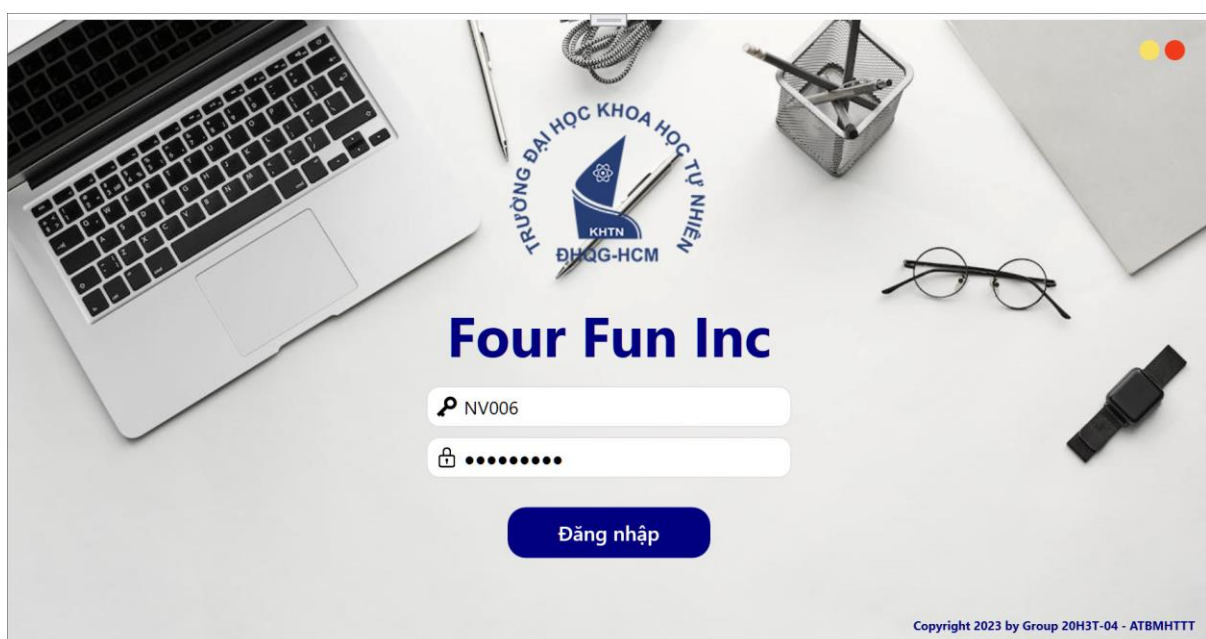 TRƯỜNG ĐẠI HỌC KHOA HỌC TỰ NHIÊN
KHTN
ĐHQG-HCM
Four Fun Inc
NV006
●●●●●●●●●
Đăng nhập
Copyright 2023 by Group 20H3T-04 - ATBMHTTT